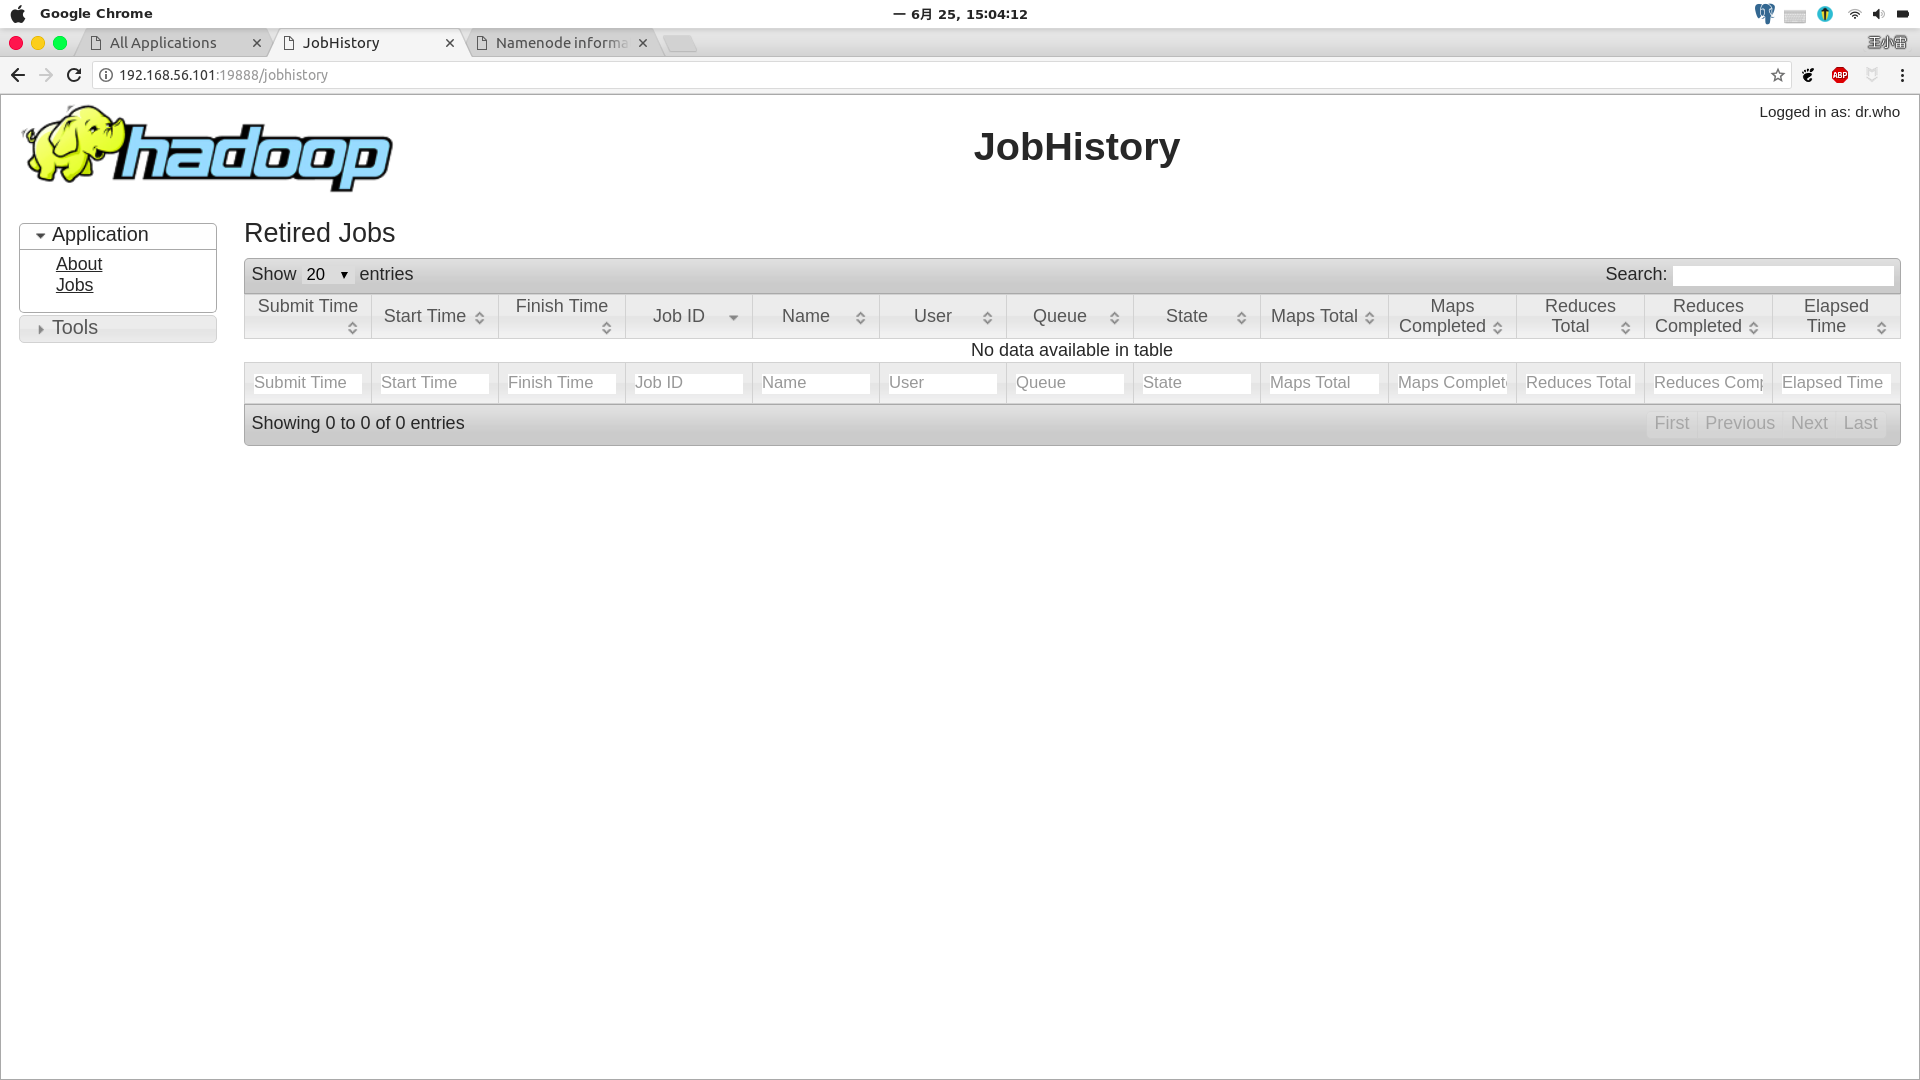 Google Chrome
一 6月 25, 15:04:12
All Applications
JobHistory
Namenode informa
王小雷
192.168.56.101:19888/jobhistory
ABP
hadoop
JobHistory
Logged in as: dr.who
Application
About
Jobs
Tools
Retired Jobs
Show 20 entries
Search:
Submit Time Start Time Finish Time Job ID Name User Queue State Maps Total Maps Completed Reduces Total Reduces Completed Elapsed Time
No data available in table
Submit Time Start Time Finish Time Job ID Name User Queue State Maps Total Maps Complet Reduces Total Reduces Comp Elapsed Time
Showing 0 to 0 of 0 entries
First Previous Next Last